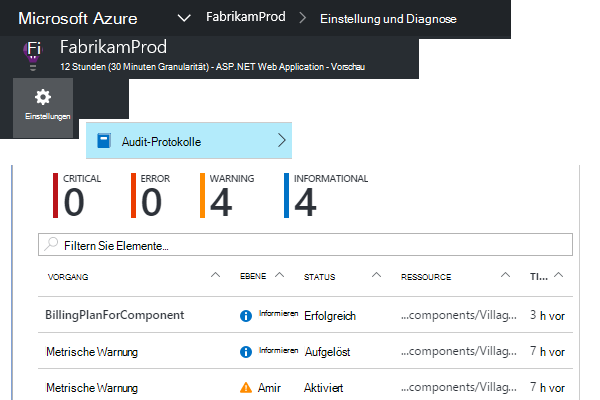 Microsoft Azure FabrikamProd Einstellung und Diagnose
Fi FabrikamProd
12 Stunden (30 Minuten Granularität) - ASP.NET Web Application - Vorschau
Einstellungen
Audit-Protokolle
CRITICAL ERROR WARNING INFORMATIONAL
0 0 4 4
Filtern Sie Elemente...
VORGANG EBENE STATUS RESSOURCE TI...
BillingPlanForComponent Informieren Erfolgreich ...components/Villag... 3 h vor
Metrische Warnung Informieren Aufgelöst ...components/Villag... 7 h vor
Metrische Warnung Amir Aktiviert ...components/Villag... 7 h vor